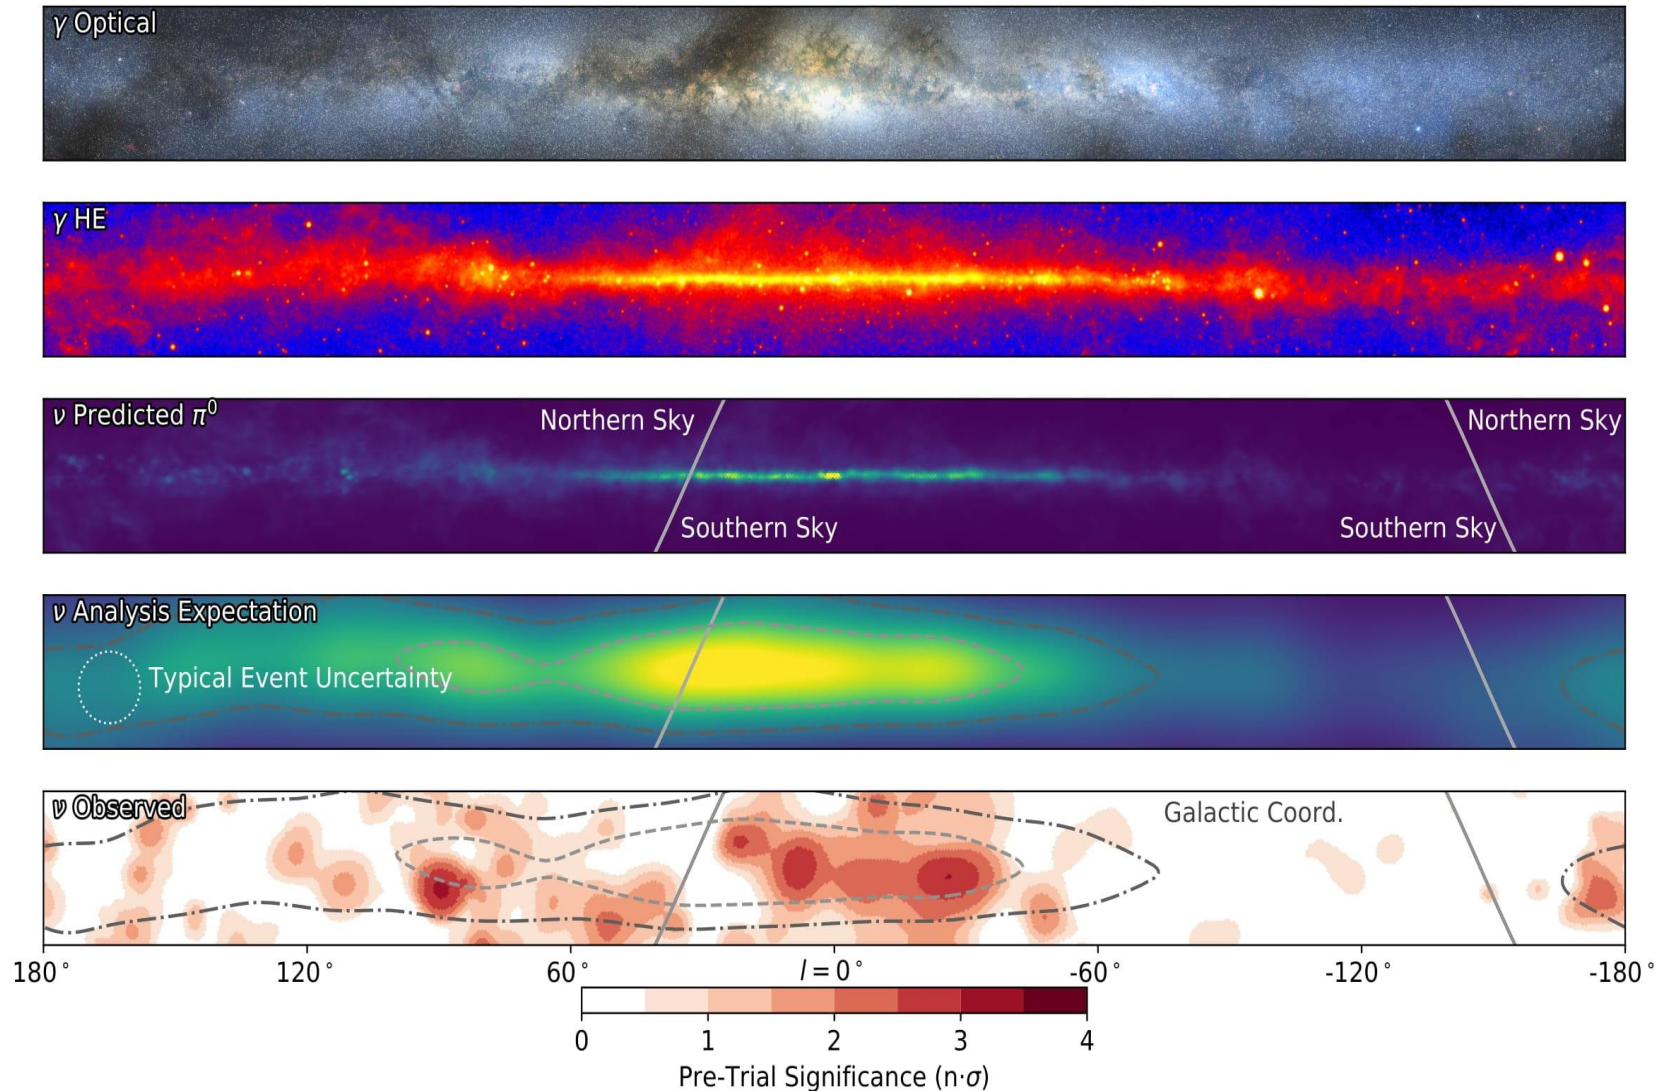 γ Optical
γ HE
ν Predicted π⁰
Northern Sky
Northern Sky
Southern Sky
Southern Sky
ν Analysis Expectation
Typical Event Uncertainty
ν Observed
Galactic Coord.
180° 120° 60° l = 0° -60° -120° -180°
0 1 2 3 4
Pre-Trial Significance (n·σ)